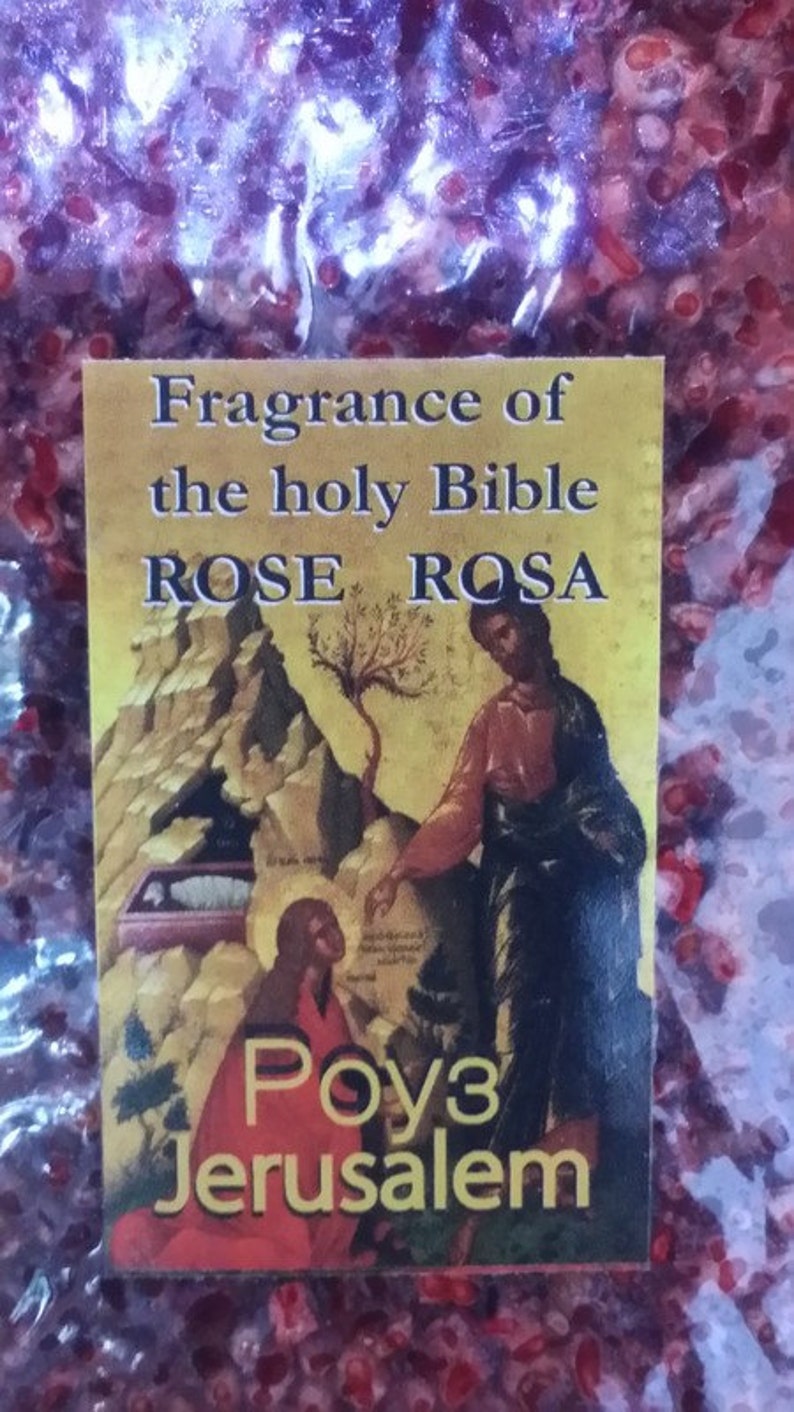 Fragrance of
the holy Bible
ROSE ROSA
Роуз
Jerusalem